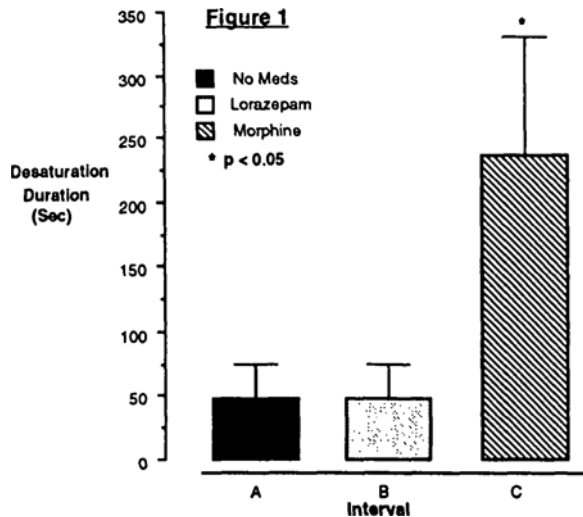 Figure 1
No Meds
Lorazepam
Morphine
* p < 0.05
*
Desaturation
Duration
(Sec)
350
300
250
200
150
100
50
0
A B C
Interval